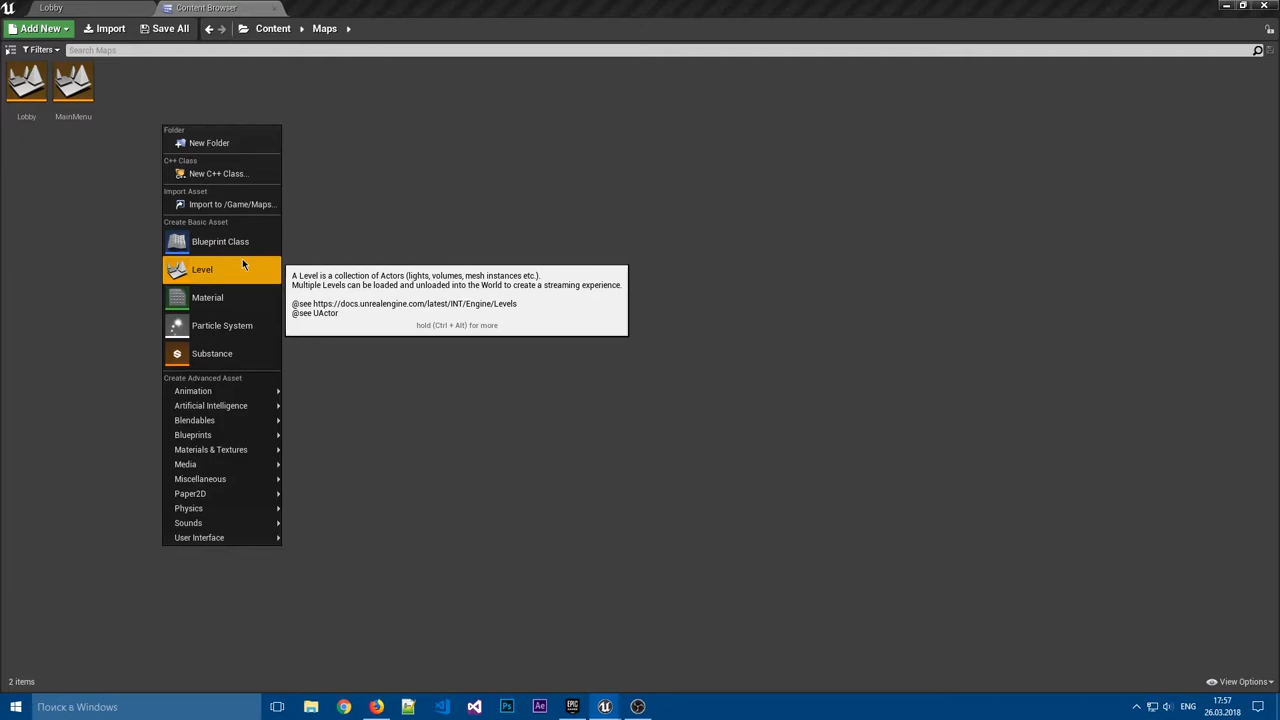 Lobby
Content Browser
Add New
Import
Save All
Content
Maps
Filters
Search Maps
Lobby
MainMenu
Folder
New Folder
C++ Class
New C++ Class...
Import Asset
Import to /Game/Maps...
Create Basic Asset
Blueprint Class
Level
Material
Particle System
Substance
Create Advanced Asset
Animation
Artificial Intelligence
Blendables
Blueprints
Materials & Textures
Media
Miscellaneous
Paper2D
Physics
Sounds
User Interface
A Level is a collection of Actors (lights, volumes, mesh instances etc.).
Multiple Levels can be loaded and unloaded into the World to create a streaming experience.
@see https://docs.unrealengine.com/latest/INT/Engine/Levels
@see UActor
hold (Ctrl + Alt) for more
2 items
View Options
Поиск в Windows
Ps
Ae
EPIC
ENG
17:57
26.03.2018